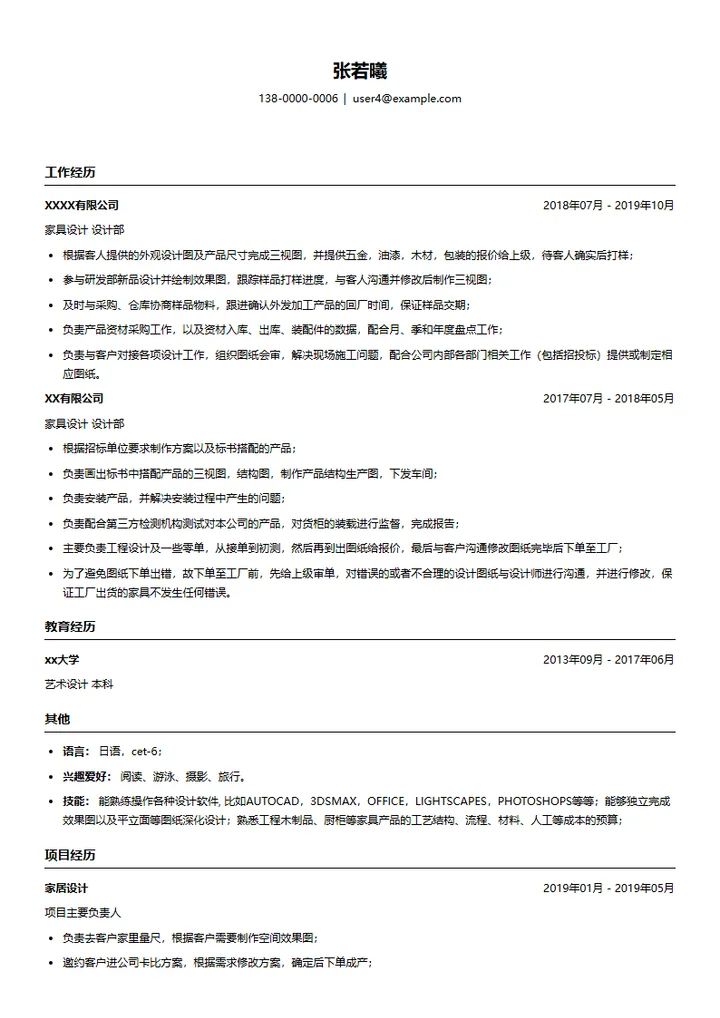 张若曦
138-0000-0006 | user4@example.com
工作经历
XXXX有限公司 2018年07月 - 2019年10月
家具设计 设计部
• 根据客人提供的外观设计图及产品尺寸完成三视图，并提供五金，油漆，木材，包装的报价给上级，待客人确实后打样；
• 参与研发部新品设计并绘制效果图，跟踪样品打样进度，与客人沟通并修改后制作三视图；
• 及时与采购、仓库协商样品物料，跟进确认外发加工产品的回厂时间，保证样品交期；
• 负责产品资材采购工作，以及资材入库、出库、装配件的数据，配合月、季和年度盘点工作；
• 负责与客户对接各项设计工作，组织图纸会审，解决现场施工问题，配合公司内部各部门相关工作（包括招投标）提供或制定相
应图纸。
XX有限公司 2017年07月 - 2018年05月
家具设计 设计部
• 根据招标单位要求制作方案以及标书搭配的产品；
• 负责画出标书中搭配产品的三视图，结构图，制作产品结构生产图，下发车间；
• 负责安装产品，并解决安装过程中产生的问题；
• 负责配合第三方检测机构测试对本公司的产品，对货柜的装载进行监督，完成报告；
• 主要负责工程设计及一些零单，从接单到初测，然后再到出图纸给报价，最后与客户沟通修改图纸完毕后下单至工厂；
• 为了避免图纸下单出错，故下单至工厂前，先给上级审单，对错误的或者不合理的设计图纸与设计师进行沟通，并进行修改，保
证工厂出货的家具不发生任何错误。
教育经历
xx大学 2013年09月 - 2017年06月
艺术设计 本科
其他
• 语言： 日语，cet-6；
• 兴趣爱好： 阅读、游泳、摄影、旅行。
• 技能： 能熟练操作各种设计软件, 比如AUTOCAD，3DSMAX，OFFICE，LIGHTSCAPES，PHOTOSHOPS等等；能够独立完成
效果图以及平立面等图纸深化设计；熟悉工程木制品、厨柜等家具产品的工艺结构、流程、材料、人工等成本的预算；
项目经历
家居设计 2019年01月 - 2019年05月
项目主要负责人
• 负责去客户家里量尺，根据客户需要制作空间效果图；
• 邀约客户进公司卡比方案，根据需求修改方案，确定后下单成产；